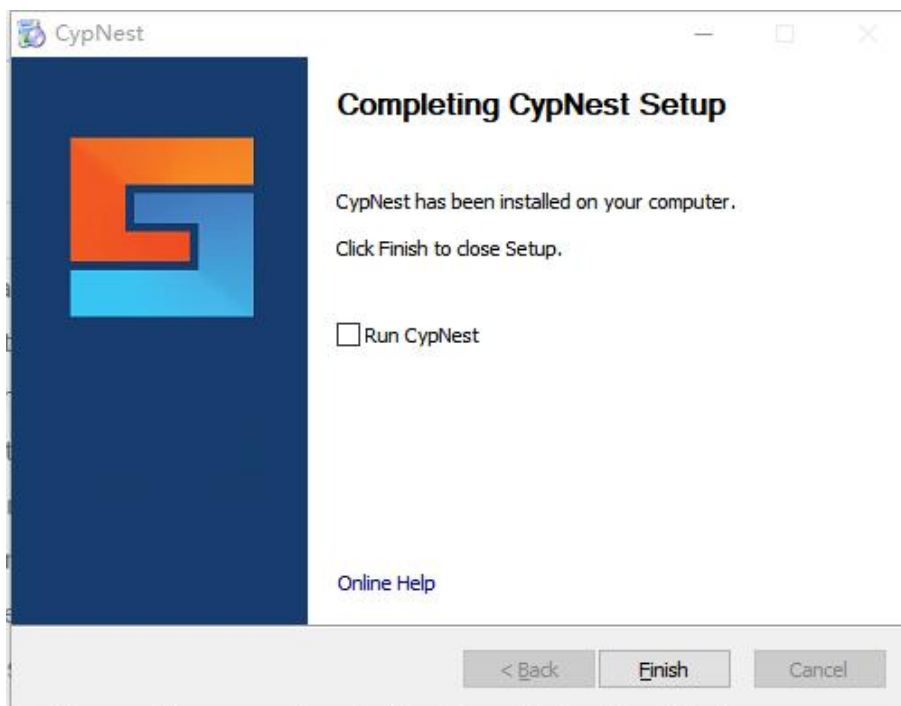 CypNest
Completing CypNest Setup
CypNest has been installed on your computer.
Click Finish to close Setup.
Run CypNest
Online Help
< Back
Finish
Cancel